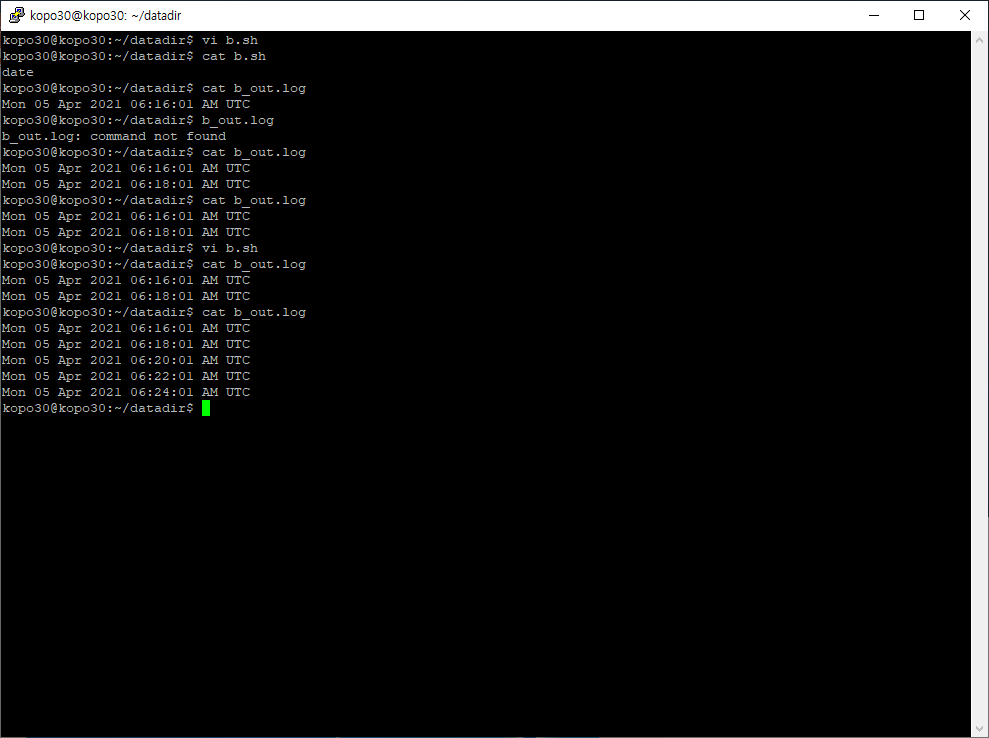 kopo30@kopo30: ~/datadir
kopo30@kopo30:~/datadir$ vi b.sh
kopo30@kopo30:~/datadir$ cat b.sh
date
kopo30@kopo30:~/datadir$ cat b_out.log
Mon 05 Apr 2021 06:16:01 AM UTC
kopo30@kopo30:~/datadir$ b_out.log
b_out.log: command not found
kopo30@kopo30:~/datadir$ cat b_out.log
Mon 05 Apr 2021 06:16:01 AM UTC
Mon 05 Apr 2021 06:18:01 AM UTC
kopo30@kopo30:~/datadir$ cat b_out.log
Mon 05 Apr 2021 06:16:01 AM UTC
Mon 05 Apr 2021 06:18:01 AM UTC
kopo30@kopo30:~/datadir$ vi b.sh
kopo30@kopo30:~/datadir$ cat b_out.log
Mon 05 Apr 2021 06:16:01 AM UTC
Mon 05 Apr 2021 06:18:01 AM UTC
kopo30@kopo30:~/datadir$ cat b_out.log
Mon 05 Apr 2021 06:16:01 AM UTC
Mon 05 Apr 2021 06:18:01 AM UTC
Mon 05 Apr 2021 06:20:01 AM UTC
Mon 05 Apr 2021 06:22:01 AM UTC
Mon 05 Apr 2021 06:24:01 AM UTC
kopo30@kopo30:~/datadir$